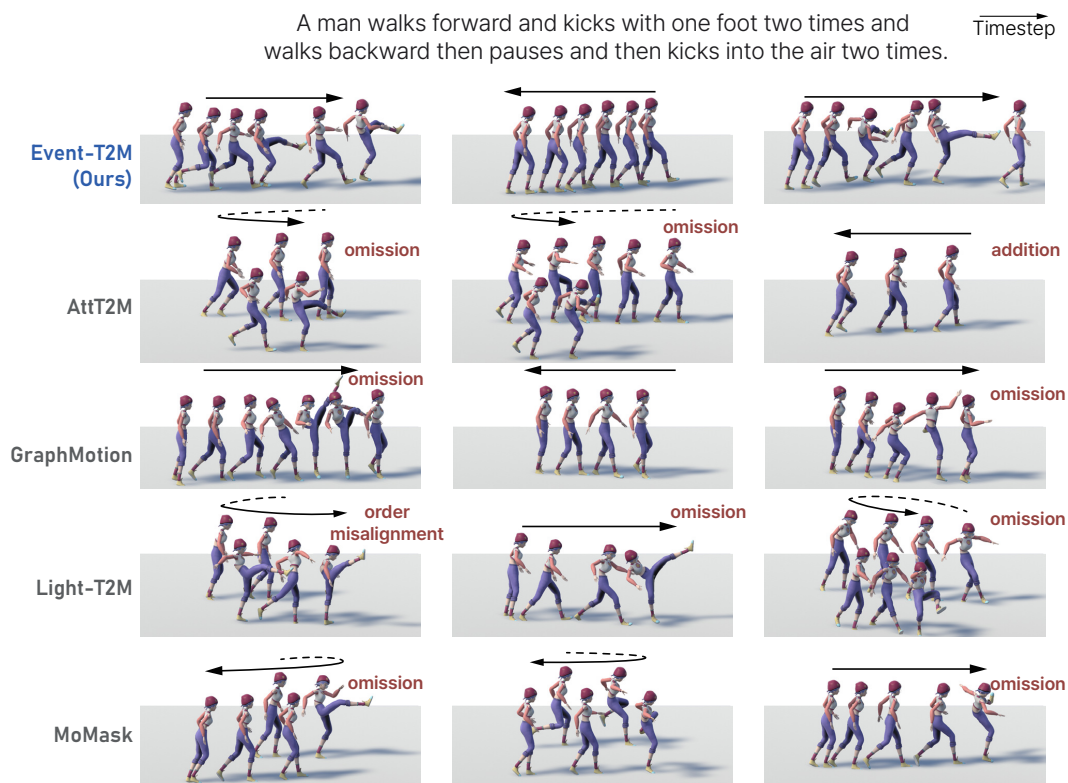 A man walks forward and kicks with one foot two times and
walks backward then pauses and then kicks into the air two times.
Timestep
Event-T2M
(Ours)
omission
omission
addition
AttT2M
omission
omission
GraphMotion
order
misalignment
omission
omission
Light-T2M
omission
omission
MoMask